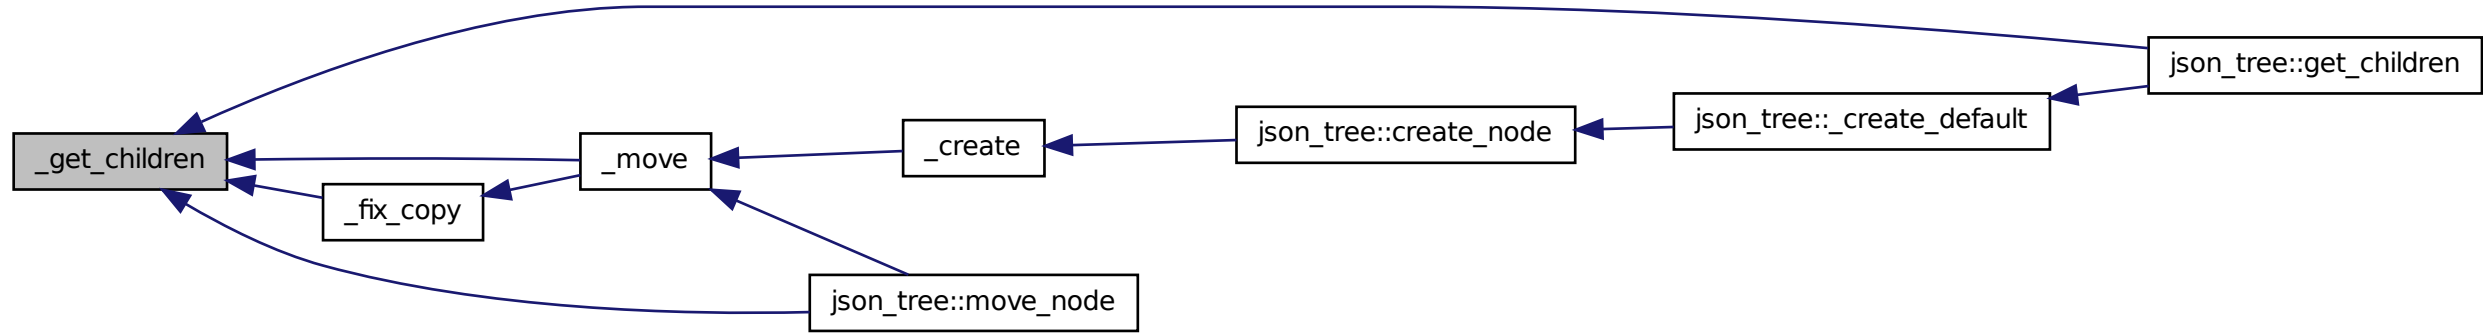 json_tree::get_children
json_tree::_create_default
json_tree::create_node
_create
_move
_get_children
_fix_copy
json_tree::move_node